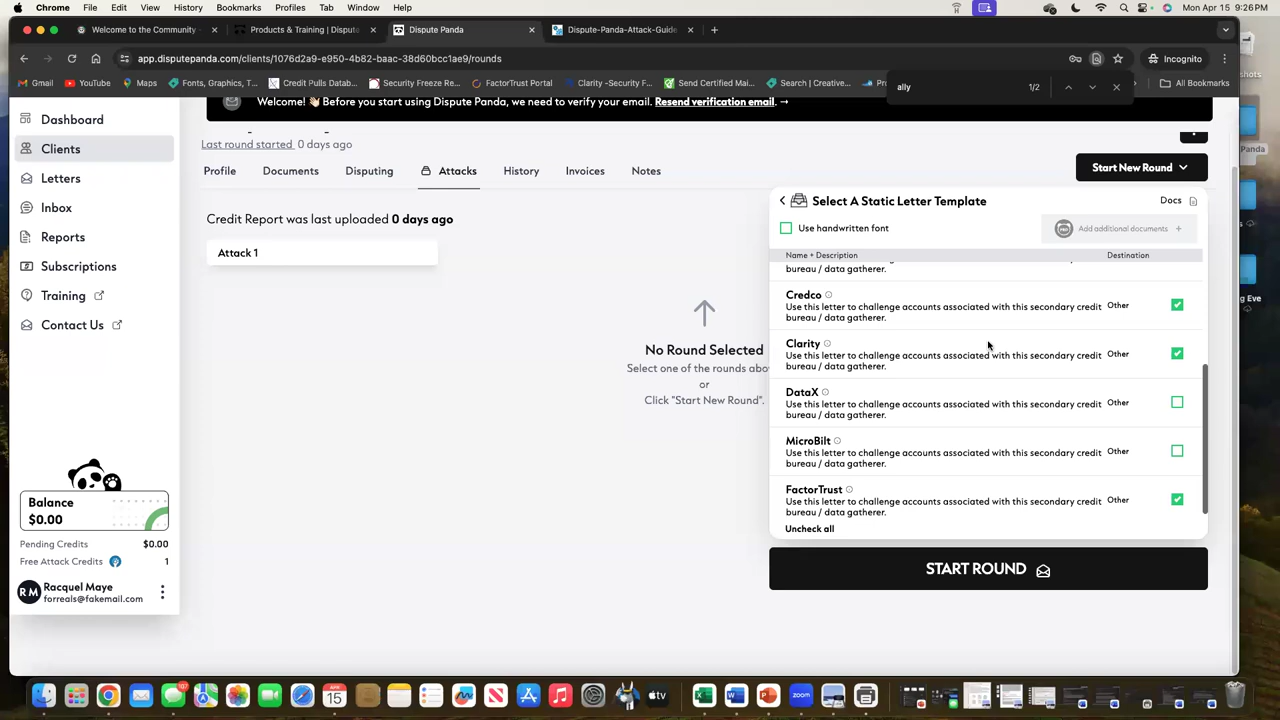 Chrome File Edit View History Bookmarks Profiles Tab Window Help Mon Apr 15 9:26 PM
Welcome to the Community - Products & Training | Dispute Dispute Panda Dispute-Panda-Attack-Guide
app.disputepanda.com/clients/1076d2a9-e950-4b82-baac-38d60bcc1ae9/rounds Incognito
Gmail YouTube Maps Fonts, Graphics, T... Credit Pulls Databas... Security Freeze Re... FactorTrust Portal Clarity -Security F... Send Certified Mai... Search | Creative... All Bookmarks
ally 1/2
Welcome! 👋 Before you start using Dispute Panda, we need to verify your email. Resend verification email. →
Dashboard
Clients
Letters
Inbox
Reports
Subscriptions
Training
Contact Us
Balance
$0.00
Pending Credits $0.00
Free Attack Credits 1
RM Racquel Maye
forreals@fakemail.com
Last round started 0 days ago
Profile Documents Disputing Attacks History Invoices Notes
Start New Round
Credit Report was last uploaded 0 days ago
Attack 1
No Round Selected
Select one of the rounds abo
or
Click "Start New Round".
Select A Static Letter Template Docs
Use handwritten font Add additional documents +
Name + Description Destination
bureau / data gatherer.
Credco
Use this letter to challenge accounts associated with this secondary credit Other
bureau / data gatherer.
Clarity
Use this letter to challenge accounts associated with this secondary credit Other
bureau / data gatherer.
DataX
Use this letter to challenge accounts associated with this secondary credit Other
bureau / data gatherer.
MicroBilt
Use this letter to challenge accounts associated with this secondary credit Other
bureau / data gatherer.
FactorTrust
Use this letter to challenge accounts associated with this secondary credit Other
bureau / data gatherer.
Uncheck all
START ROUND